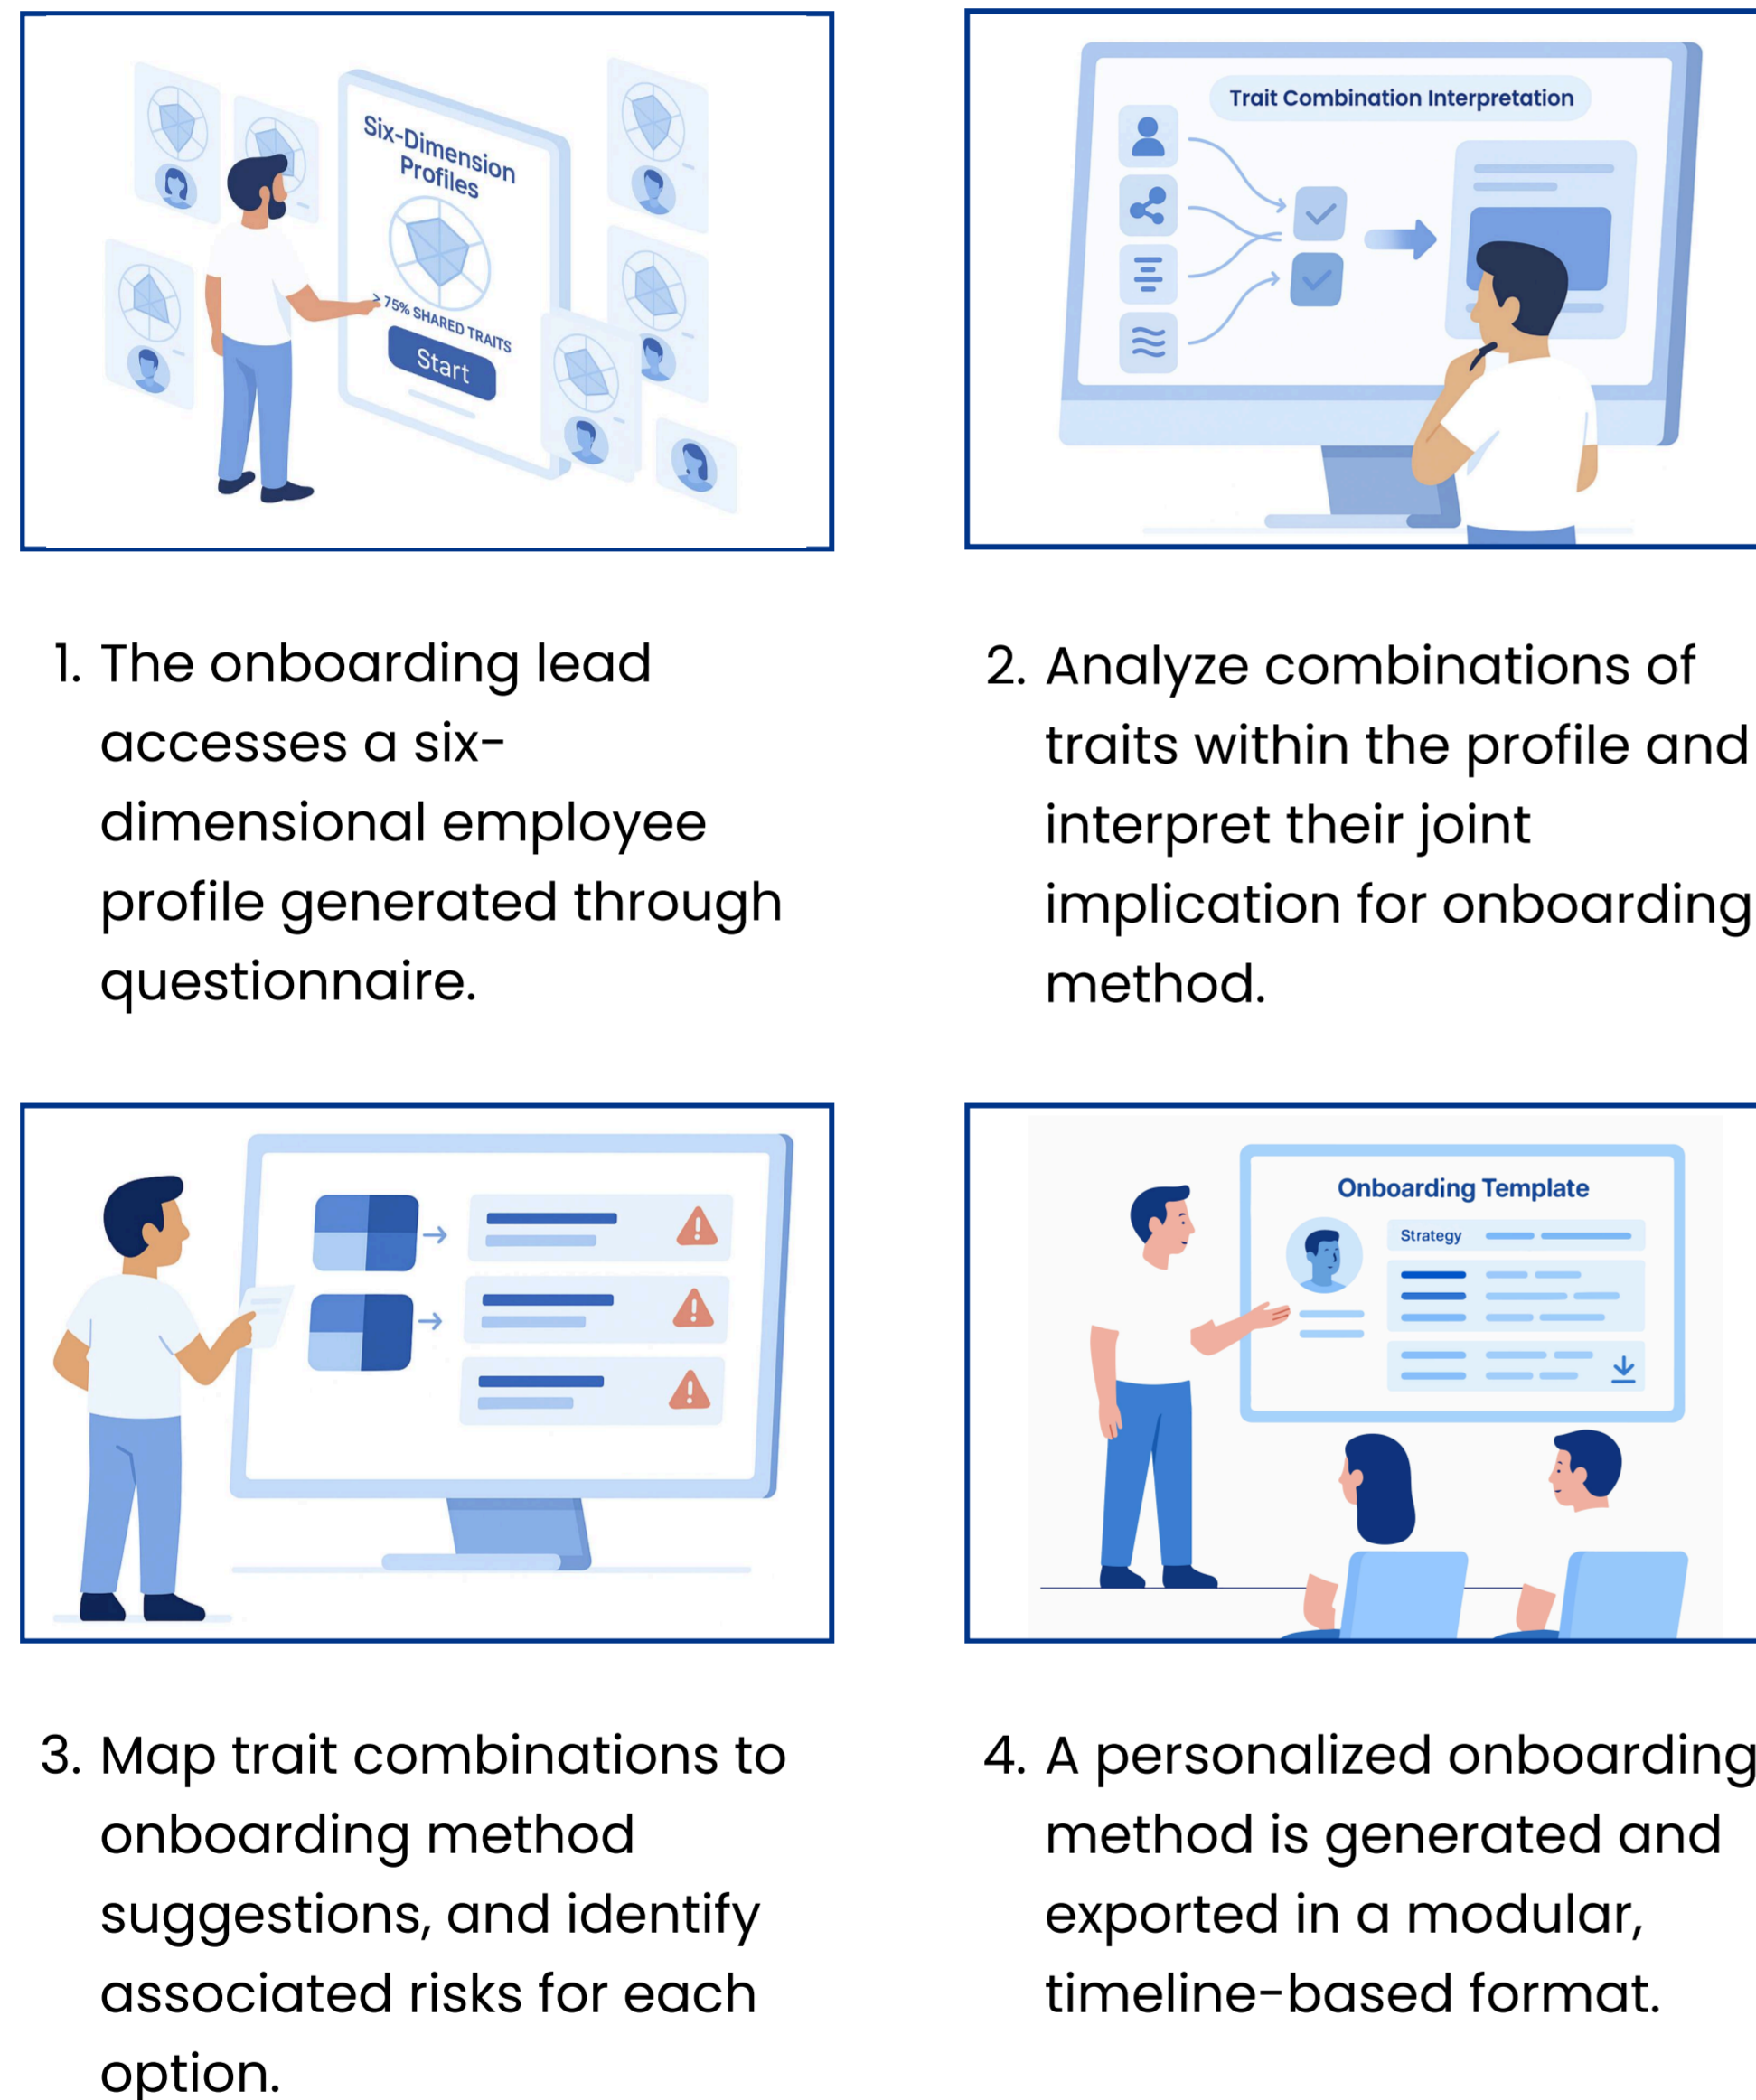 Six-Dimension
Profiles
> 75% SHARED TRAITS
Start
Trait Combination Interpretation
1. The onboarding lead
accesses a six-
dimensional employee
profile generated through
questionnaire.
2. Analyze combinations of
traits within the profile and
interpret their joint
implication for onboarding
method.
Onboarding Template
Strategy
3. Map trait combinations to
onboarding method
suggestions, and identify
associated risks for each
option.
4. A personalized onboarding
method is generated and
exported in a modular,
timeline-based format.